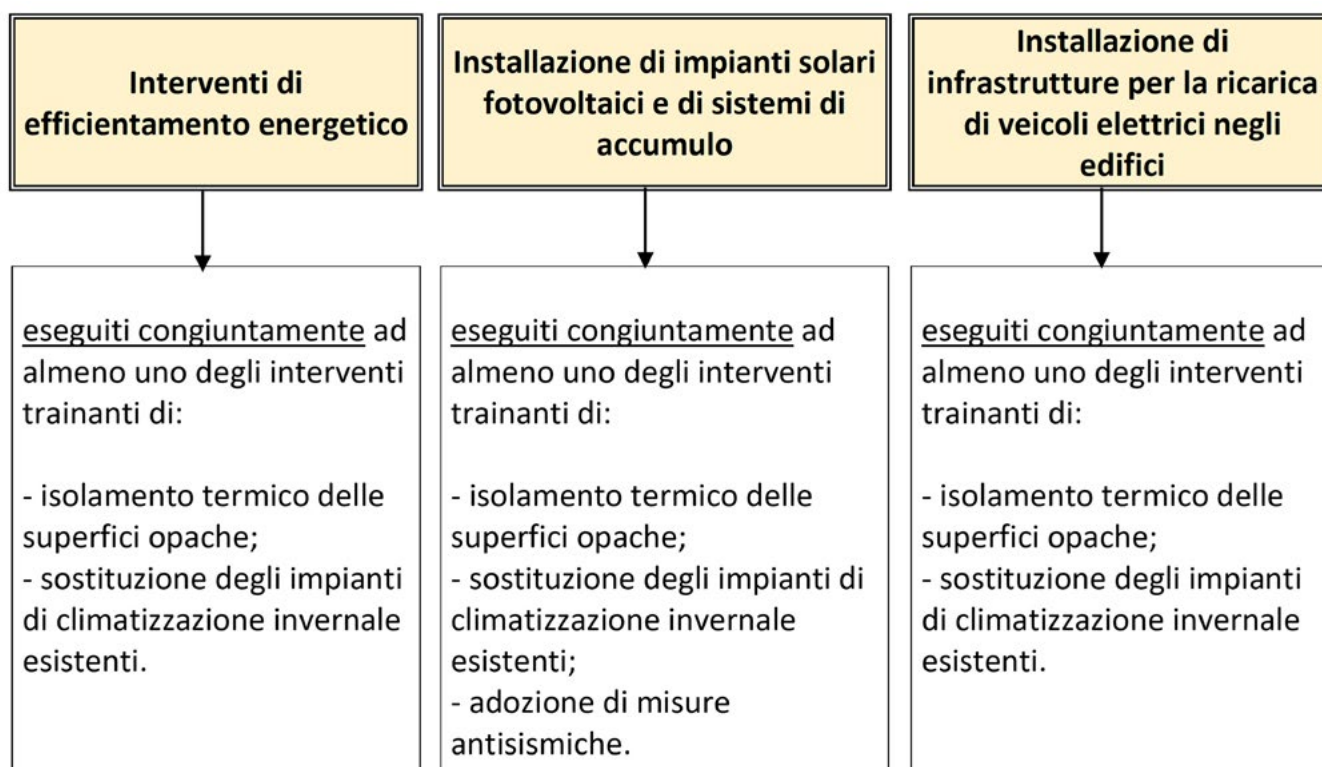 Interventi di
efficientamento energetico
Installazione di impianti solari
fotovoltaici e di sistemi di
accumulo
Installazione di
infrastrutture per la ricarica
di veicoli elettrici negli
edifici
eseguiti congiuntamente ad
almeno uno degli interventi
trainanti di:
- isolamento termico delle
superfici opache;
- sostituzione degli impianti
di climatizzazione invernale
esistenti.
eseguiti congiuntamente ad
almeno uno degli interventi
trainanti di:
- isolamento termico delle
superfici opache;
- sostituzione degli impianti di
climatizzazione invernale
esistenti;
- adozione di misure
antisismiche.
eseguiti congiuntamente ad
almeno uno degli interventi
trainanti di:
- isolamento termico delle
superfici opache;
- sostituzione degli impianti
di climatizzazione invernale
esistenti.